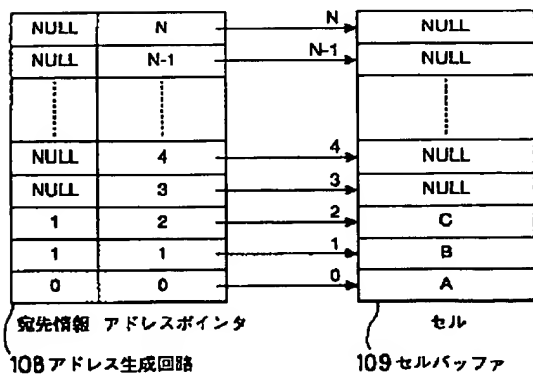 NULL N N NULL
NULL N-1 N-1 NULL
NULL 4 4 NULL
NULL 3 3 NULL
1 2 2 C
1 1 1 B
0 0 0 A
宛先情報 アドレスポインタ セル
108アドレス生成回路 109セルバッファ